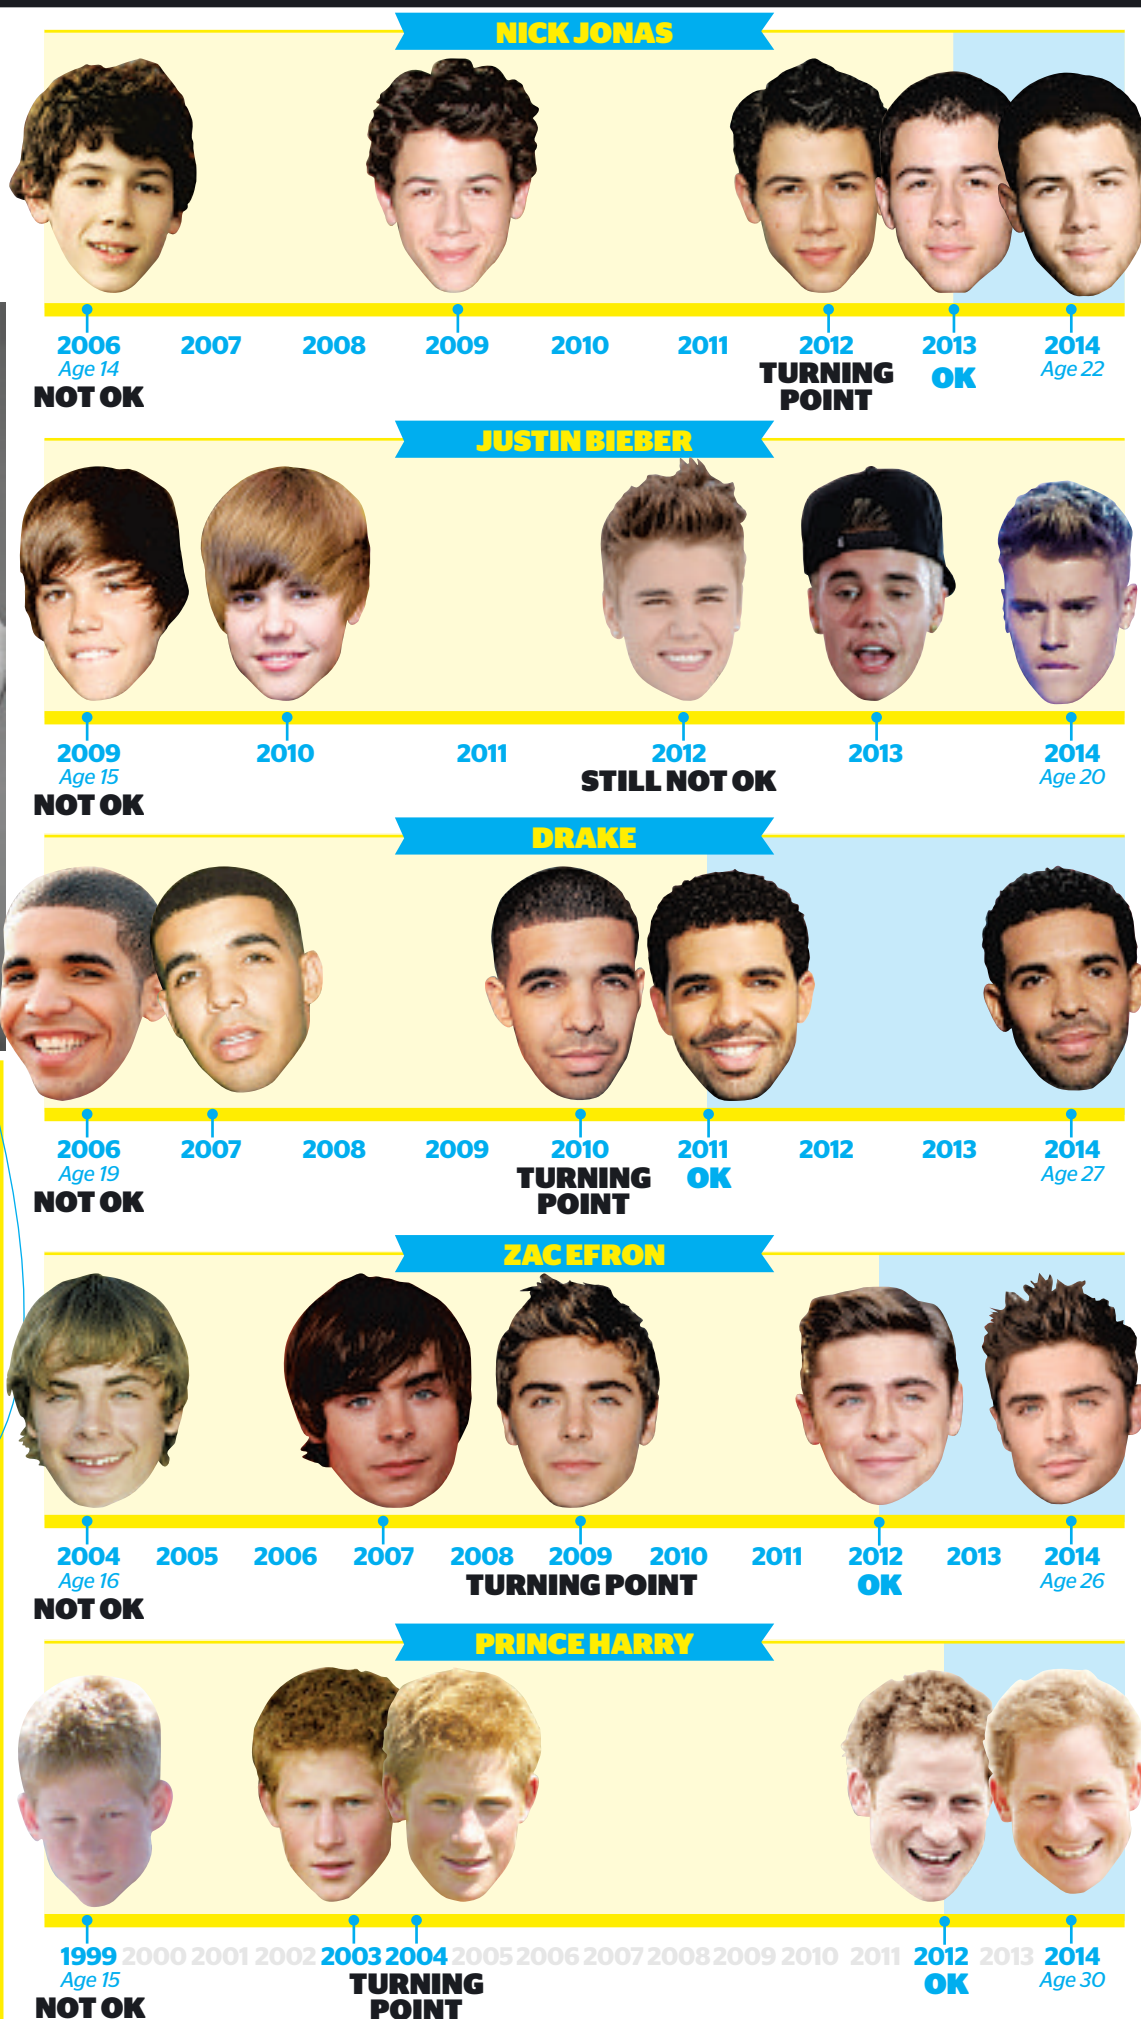 NICK JONAS
2006 2007 2008 2009 2010 2011 2012 2013 2014
Age 14 TURNING OK Age 22
NOT OK POINT
JUSTIN BIEBER
2009 2010 2011 2012 2013 2014
Age 15 STILL NOT OK Age 20
NOT OK
DRAKE
2006 2007 2008 2009 2010 2011 2012 2013 2014
Age 19 TURNING OK Age 27
NOT OK POINT
ZAC EFRON
2004 2005 2006 2007 2008 2009 2010 2011 2012 2013 2014
Age 16 TURNING POINT OK Age 26
NOT OK
PRINCE HARRY
1999 2000 2001 2002 2003 2004 2005 2006 2007 2008 2009 2010 2011 2012 2013 2014
Age 15 TURNING OK Age 30
NOT OK POINT